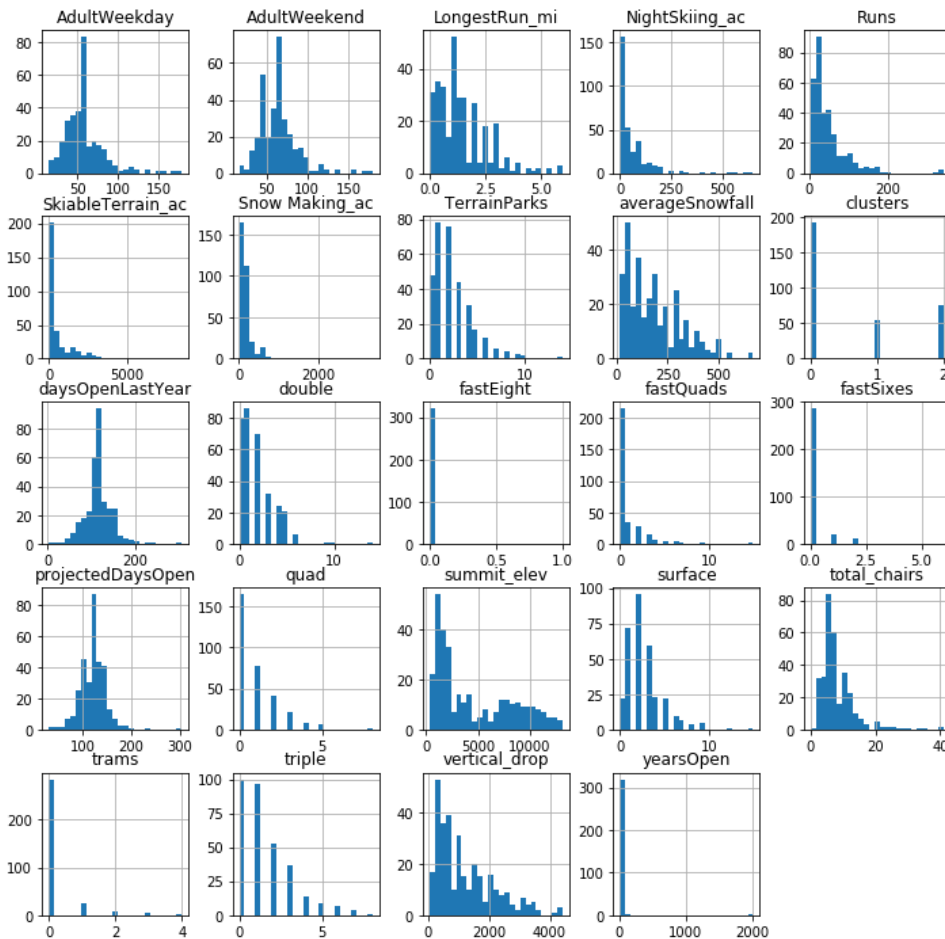 AdultWeekday AdultWeekend LongestRun_mi NightSkiing_ac Runs
80 60 40 20 0
50 100 150
60 40 20 0
50 100 150
40 20 0
0.0 2.5 5.0
150 100 50 0
0 250 500
80 60 40 20 0
0 200
SkiableTerrain_ac Snow Making_ac TerrainParks averageSnowfall clusters
200 150 100 50 0
0 5000
150 100 50 0
0 2000
80 60 40 20 0
0 10
40 20 0
0 250 500
200 150 100 50 0
0 1 2
daysOpenLastYear double fastEight fastQuads fastSixes
80 60 40 20 0
0 200
80 60 40 20 0
0 10
300 200 100 0
0.0 0.5 1.0
200 150 100 50 0
0 10
300 200 100 0
0.0 2.5 5.0
projectedDaysOpen quad summit_elev surface total_chairs
80 60 40 20 0
100 200 300
150 100 50 0
0 5
40 20 0
0 5000 10000
100 75 50 25 0
0 10
80 60 40 20 0
0 20 40
trams triple vertical_drop yearsOpen
200 100 0
0 2 4
100 75 50 25 0
0 5
40 20 0
0 2000 4000
300 200 100 0
0 1000 2000